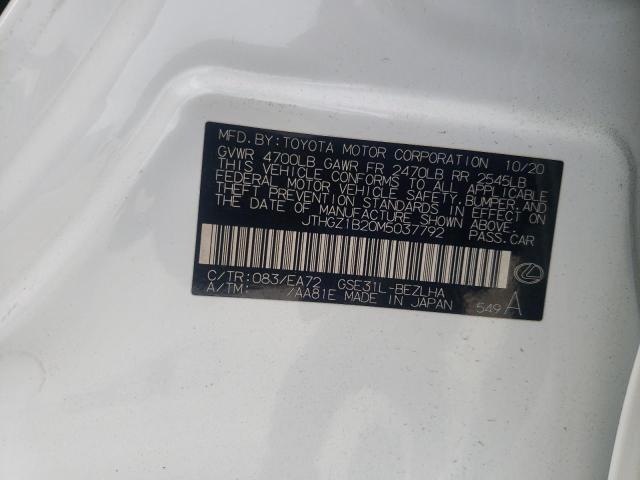 MFD. BY: TOYOTA MOTOR CORPORATION 10/20
GVWR 4700LB GAWR FR 2470LB RR 2545LB
THIS VEHICLE CONFORMS TO ALL APPLICABLE
FEDERAL MOTOR VEHICLE SAFETY, BUMPER, AND
THEFT PREVENTION STANDARDS IN EFFECT ON
THE DATE OF MANUFACTURE SHOWN ABOVE.
JTHGZ1B20M5037792 PASS.CAR
C/TR: 083/EA72 GSE31L-BEZLHA
A/TM: /AA81E MADE IN JAPAN 549 A